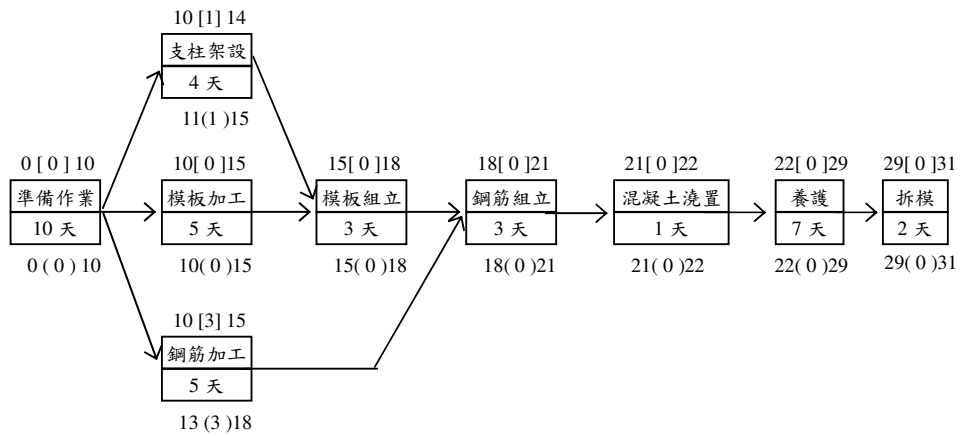 10 [1] 14
支柱架設
4 天
11(1 )15
0 [ 0 ] 10
準備作業
10 天
0 ( 0 ) 10
10[ 0 ]15
模板加工
5 天
10( 0 )15
15[ 0 ]18
模板組立
3 天
15( 0 )18
18[ 0 ]21
鋼筋組立
3 天
18( 0 )21
21[ 0 ]22
混凝土澆置
1 天
21( 0 )22
22[ 0 ]29
養護
7 天
22( 0 )29
29[ 0 ]31
拆模
2 天
29( 0 )31
10 [3] 15
鋼筋加工
5 天
13 (3 )18